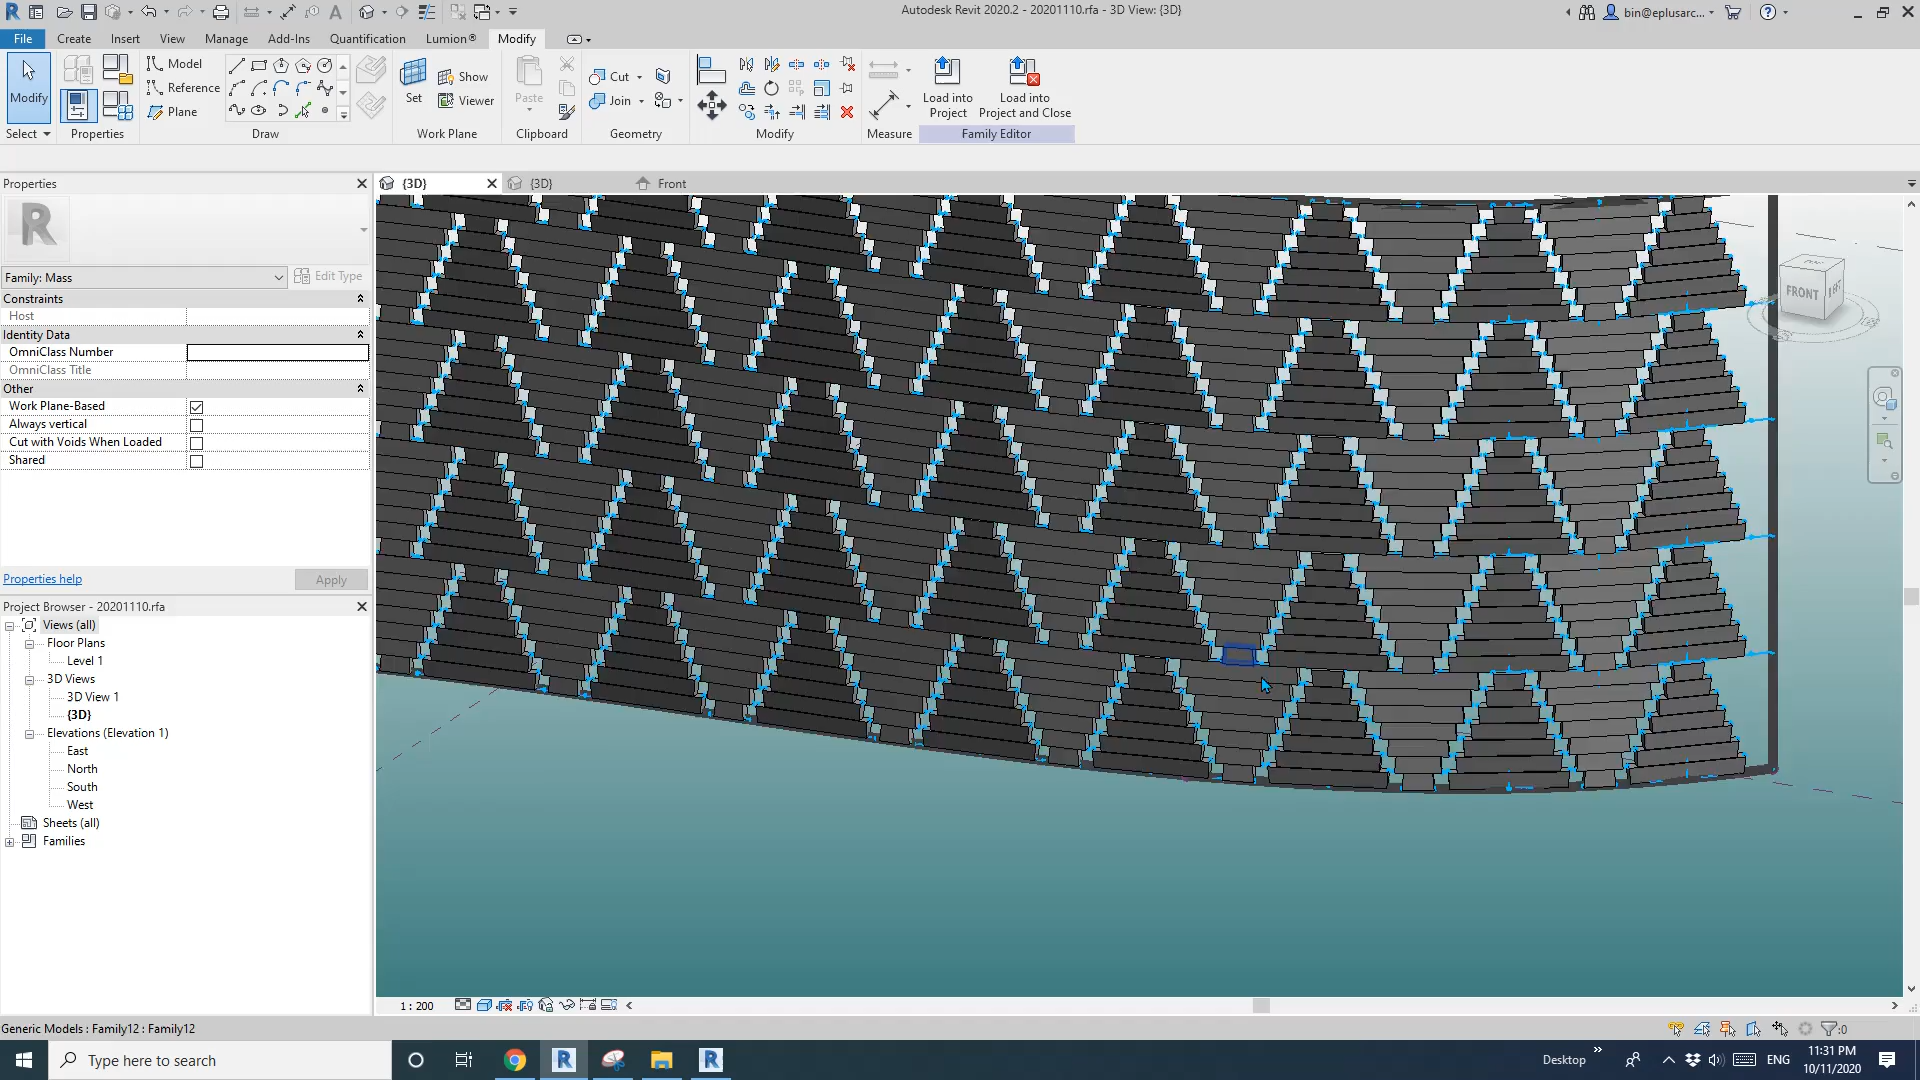 Autodesk Revit 2020.2 - 20201110.rfa - 3D View: {3D}
bin@eplusarc...
File Create Insert View Manage Add-Ins Quantification Lumion® Modify
Modify
Select
Properties
Model
Reference
Plane
Draw
Set
Show
Viewer
Work Plane
Paste
Clipboard
Cut
Join
Geometry
Modify
Measure
Load into
Project
Load into
Project and Close
Family Editor
Properties
{3D}
{3D}
Front
R
Family: Mass
Edit Type
Constraints
Host
Identity Data
OmniClass Number
OmniClass Title
Other
Work Plane-Based
Always vertical
Cut with Voids When Loaded
Shared
Properties help
Apply
Project Browser - 20201110.rfa
Views (all)
Floor Plans
Level 1
3D Views
3D View 1
{3D}
Elevations (Elevation 1)
East
North
South
West
Sheets (all)
Families
FRONT
LEFT
1 : 200
Generic Models : Family12 : Family12
:0
Type here to search
Desktop
ENG
11:31 PM
10/11/2020